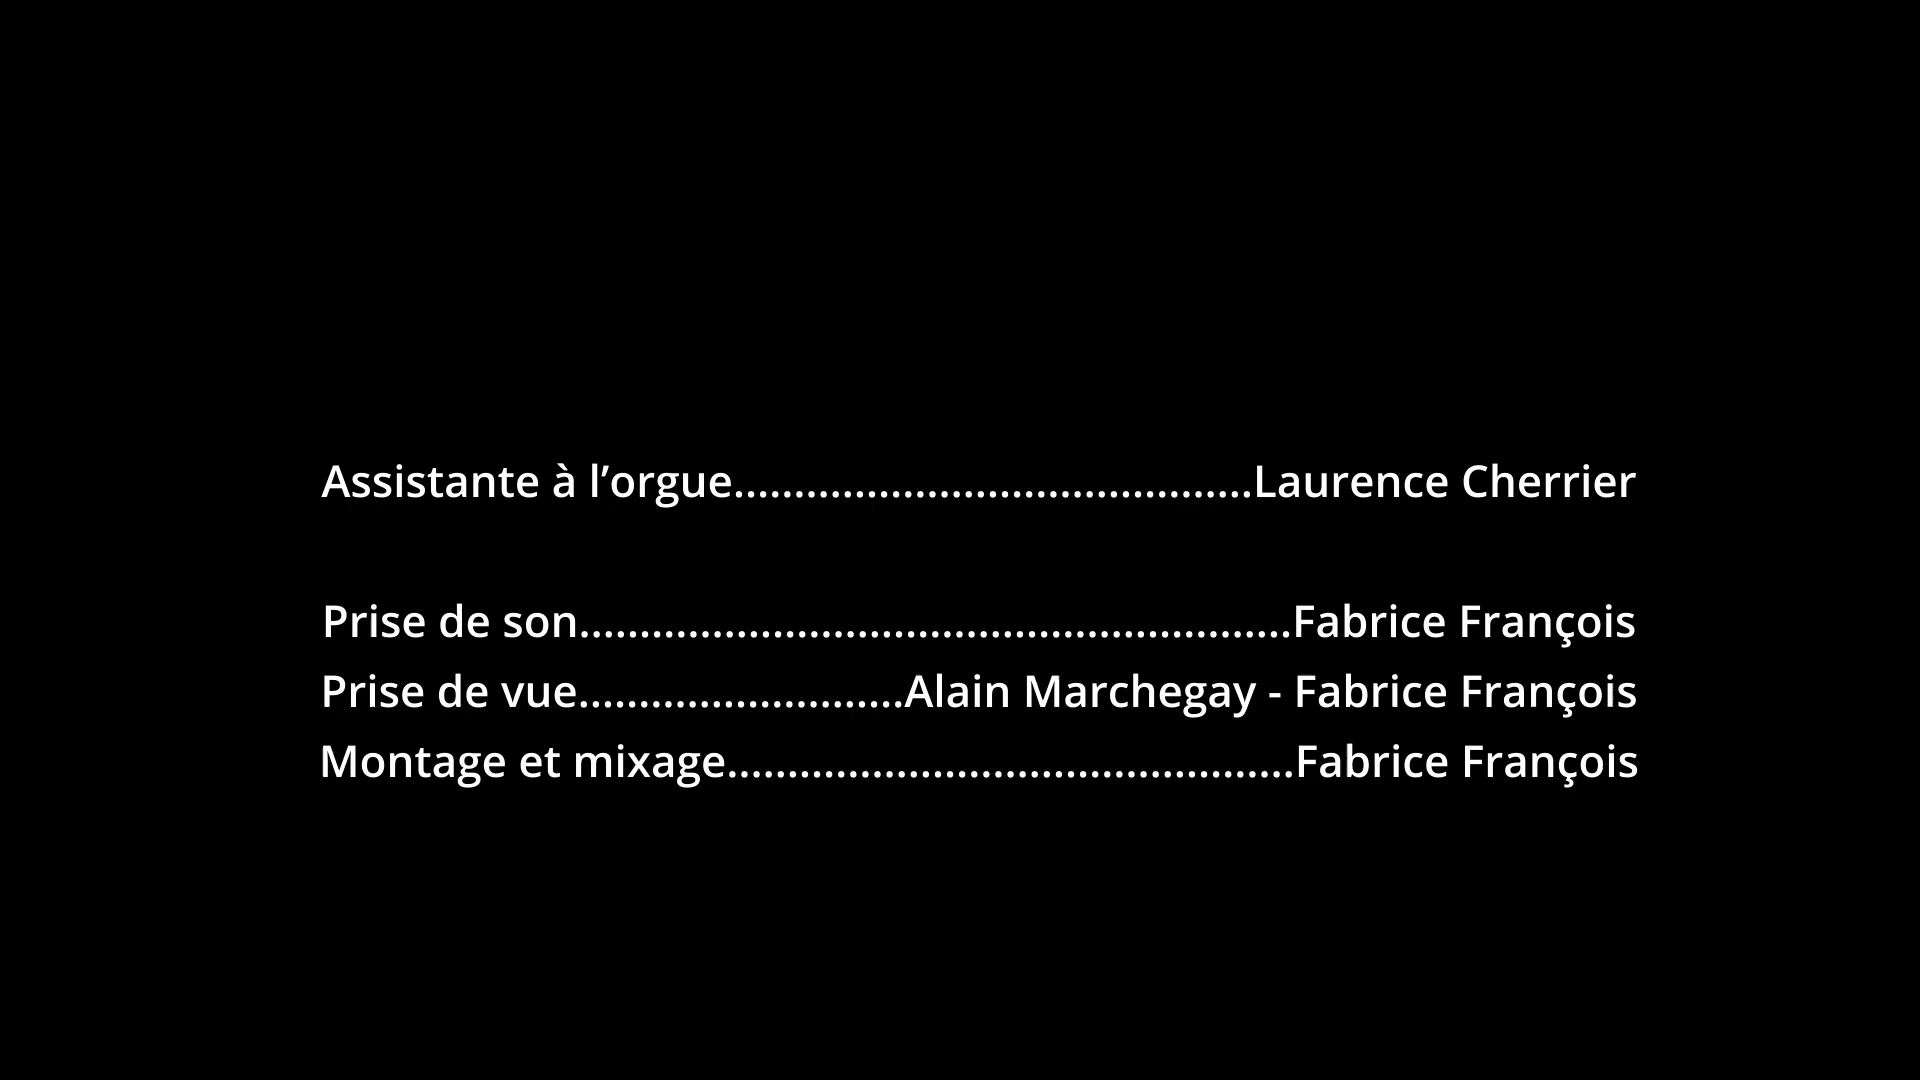 Assistante à l’orgue...........................................Laurence Cherrier
Prise de son...........................................................Fabrice François
Prise de vue...........................Alain Marchegay - Fabrice François
Montage et mixage...............................................Fabrice François